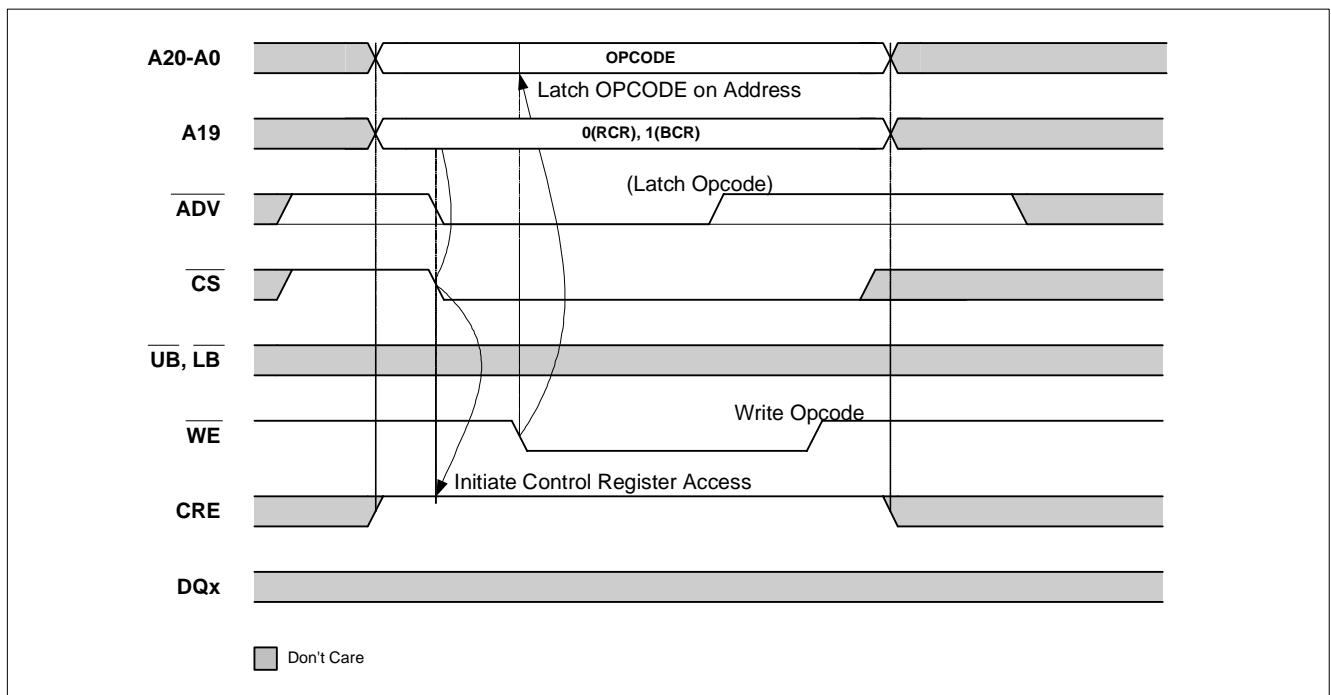 A20-A0 OPCODE
Latch OPCODE on Address
A19 0(RCR), 1(BCR)
(Latch Opcode)
ADV
CS
UB, LB
Write Opcode
WE
Initiate Control Register Access
CRE
DQx
Don't Care